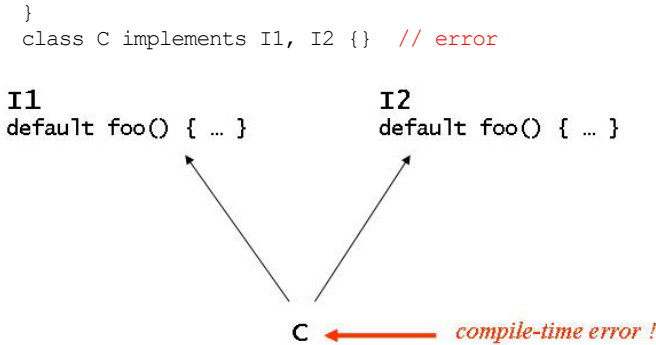 }
class C implements I1, I2 {}  // error
I1
default foo() { … }
I2
default foo() { … }
C
compile-time error !